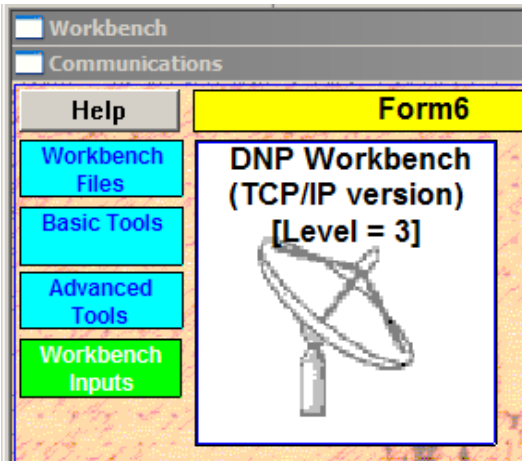 Workbench
Communications
Help
Form6
Workbench
Files
Basic Tools
Advanced
Tools
Workbench
Inputs
DNP Workbench
(TCP/IP version)
[Level = 3]